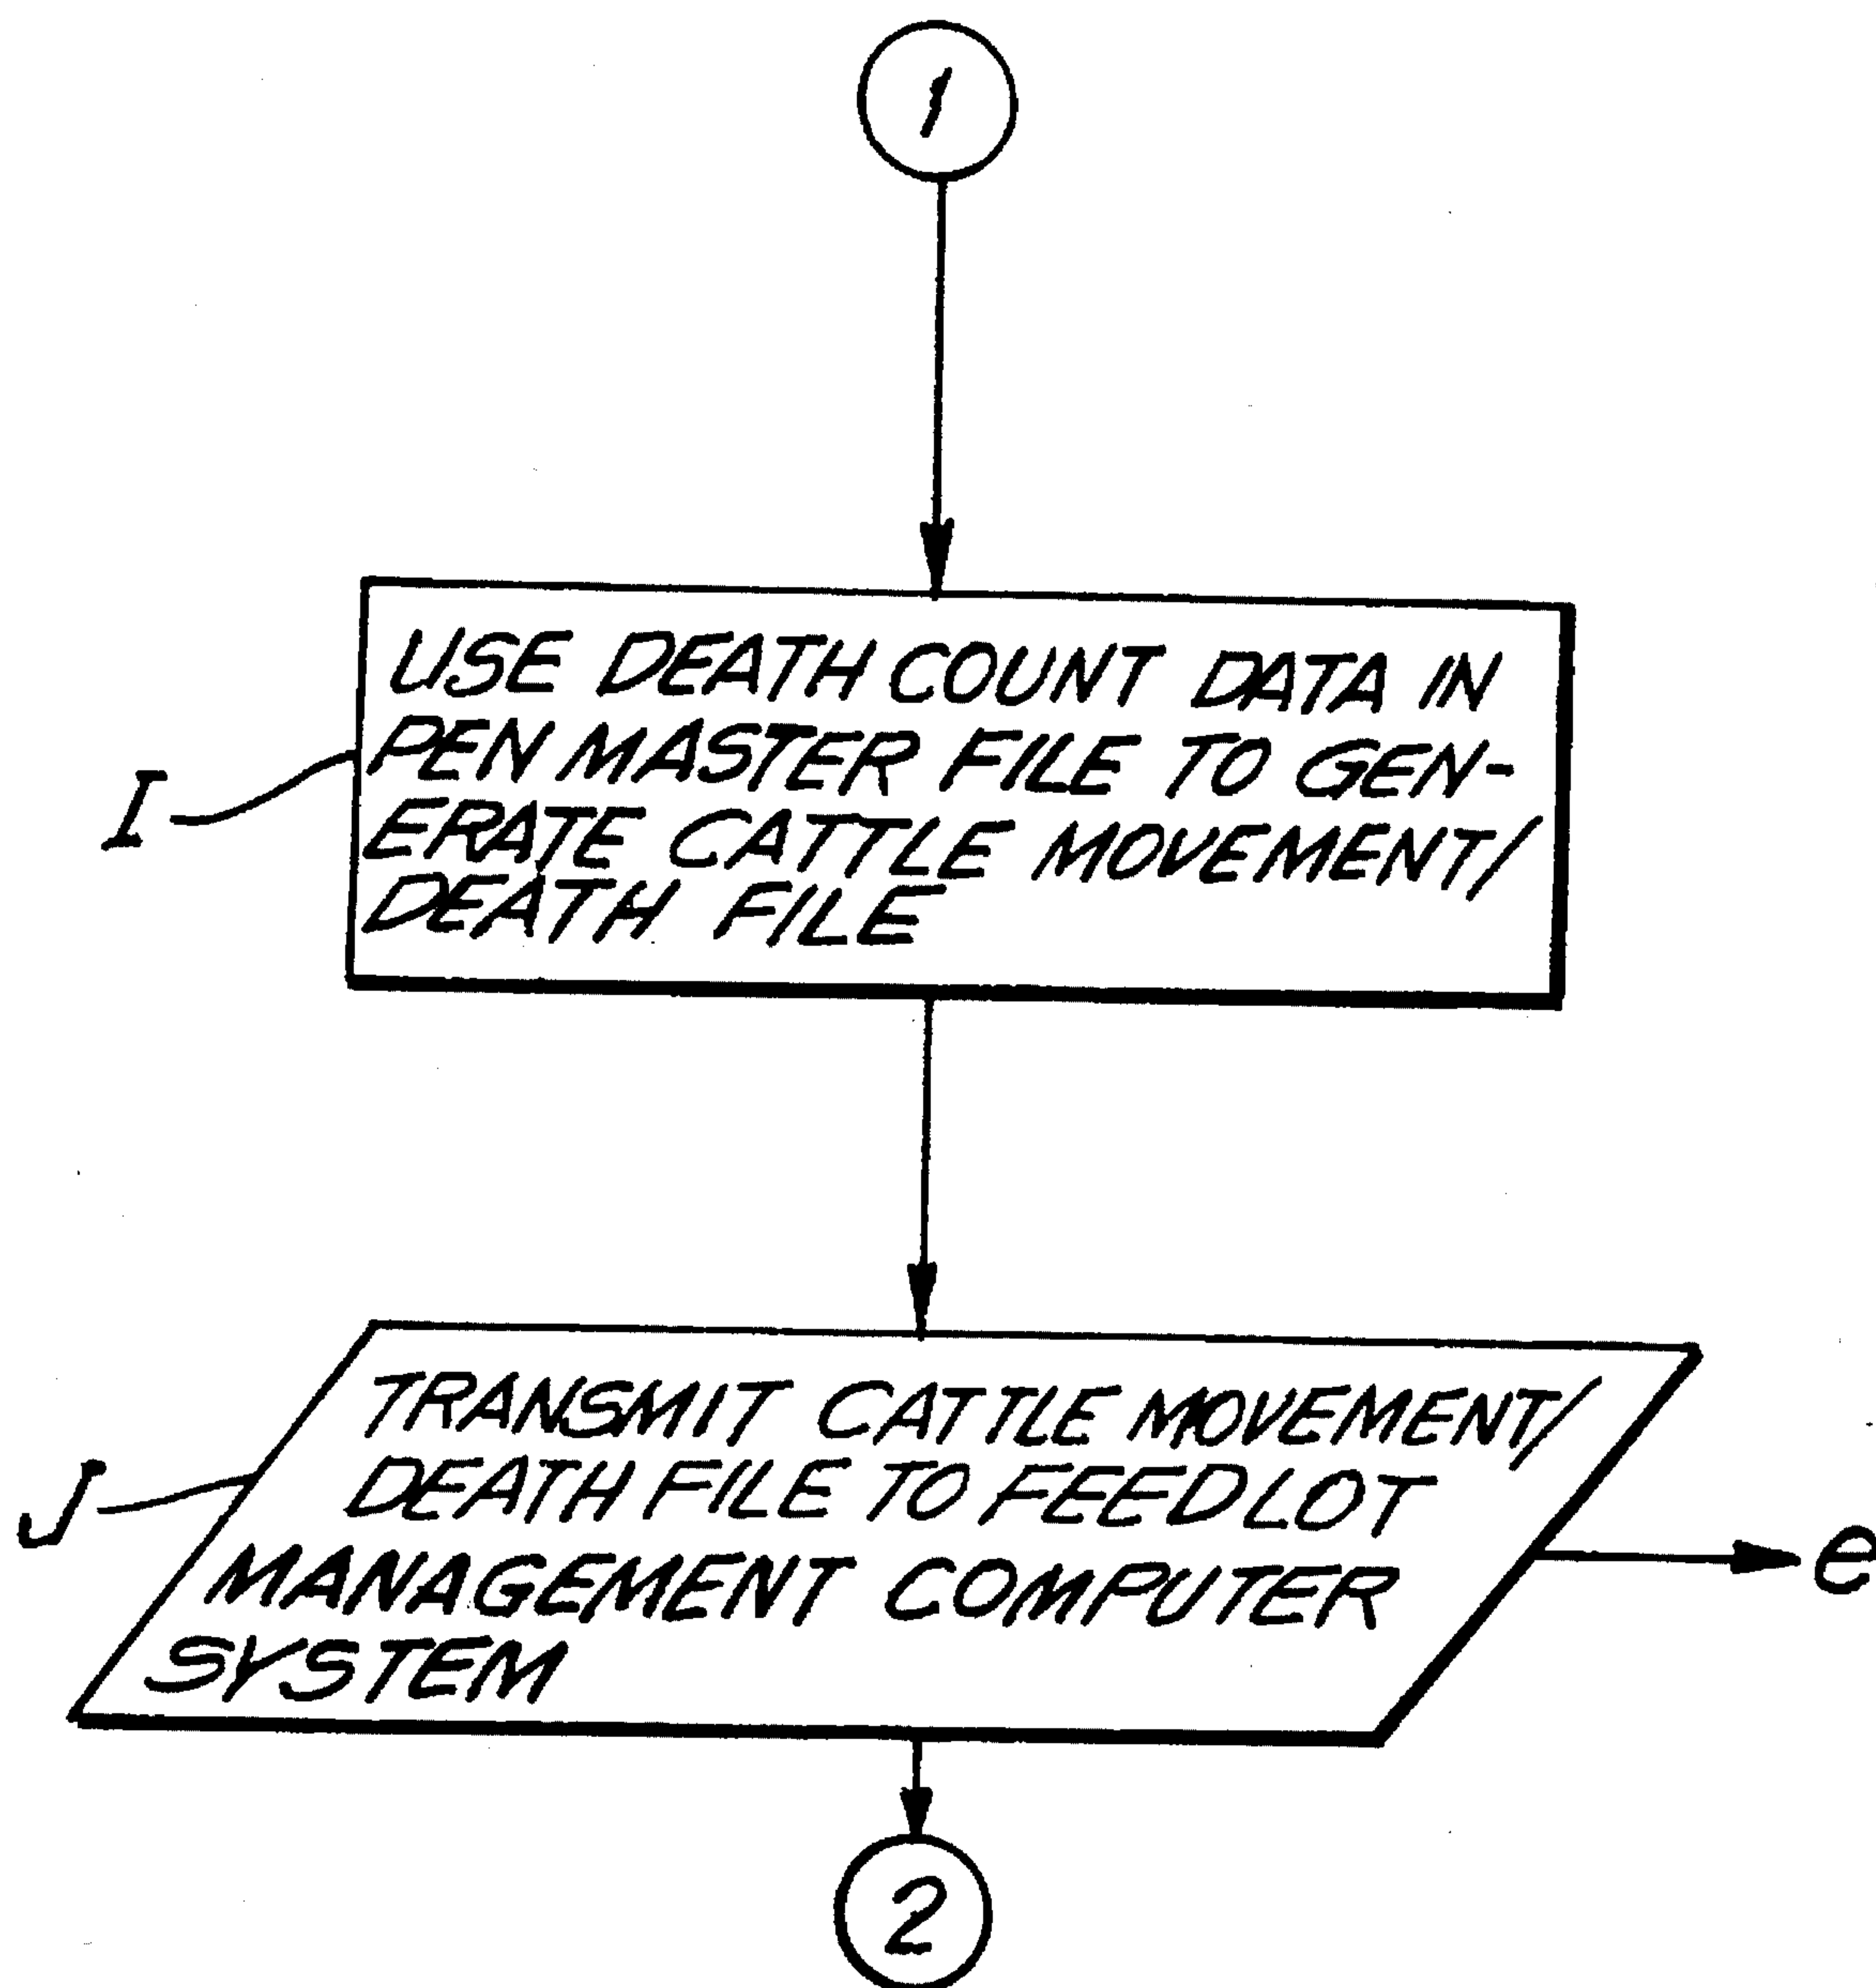 1
USE DEATH COUNT DATA IN
PEN MASTER FILE TO GEN-
ERATE CATTLE MOVEMENT/
DEATH FILE
I
TRANSMIT CATTLE MOVEMENT/
DEATH FILE TO FEEDLOT
MANAGEMENT COMPUTER
SYSTEM
J
e
2